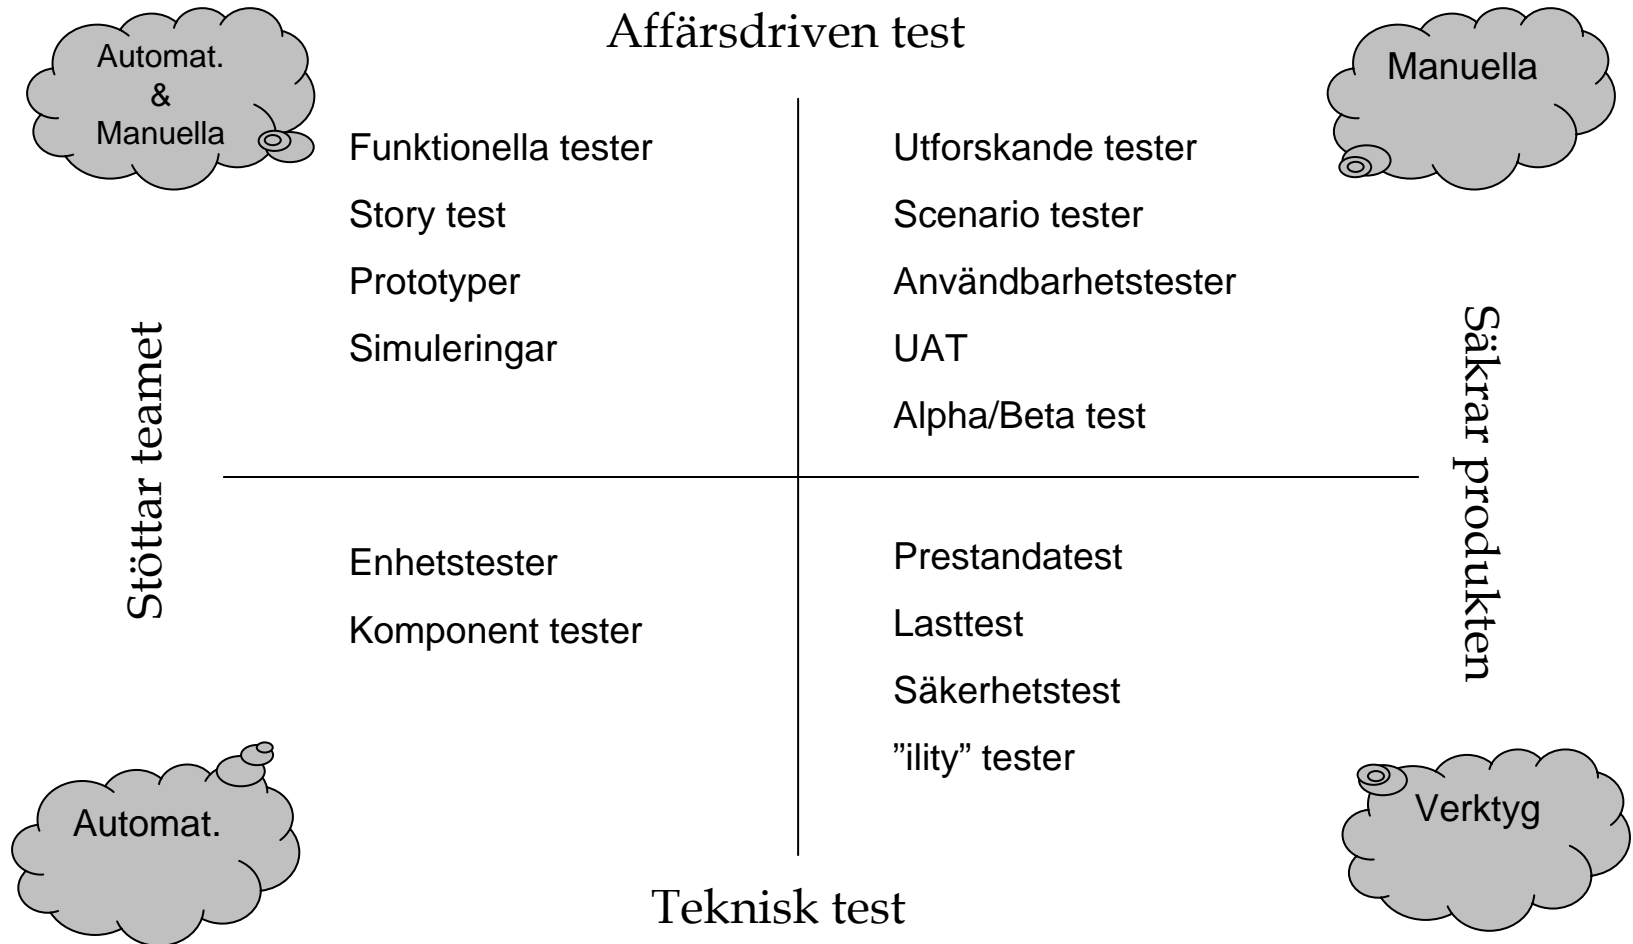 Affärsdriven test
Automat.
&
Manuella
Manuella
Funktionella tester
Story test
Prototyper
Simuleringar
Utforskande tester
Scenario tester
Användbarhetstester
UAT
Alpha/Beta test
Stöttar teamet
Säkrar produkten
Enhetstester
Komponent tester
Prestandatest
Lasttest
Säkerhetstest
”ility” tester
Automat.
Verktyg
Teknisk test